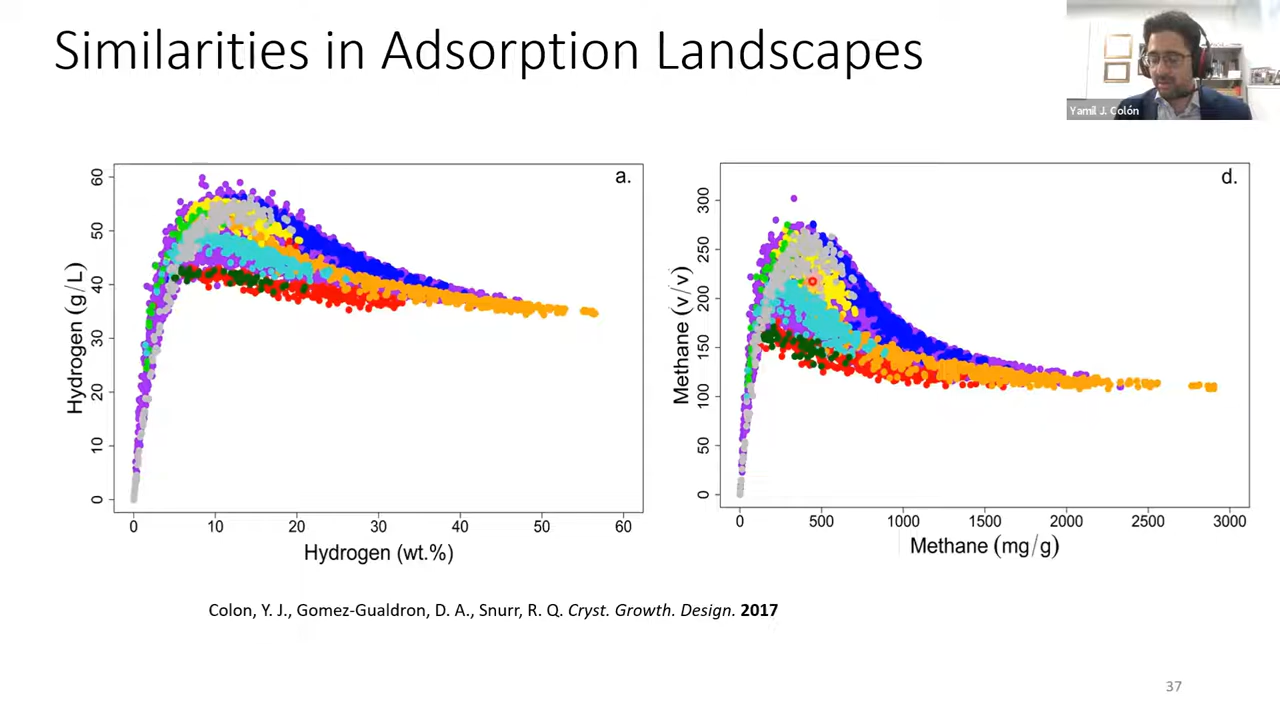 Similarities in Adsorption Landscapes
Yamil J. Colón
a.
60
50
40
30
20
10
0
Hydrogen (g/L)
0 10 20 30 40 50 60
Hydrogen (wt.%)
d.
300
250
200
150
100
50
0
Methane (v/v)
0 500 1000 1500 2000 2500 3000
Methane (mg/g)
Colon, Y. J., Gomez-Gualdron, D. A., Snurr, R. Q. Cryst. Growth. Design. 2017
37